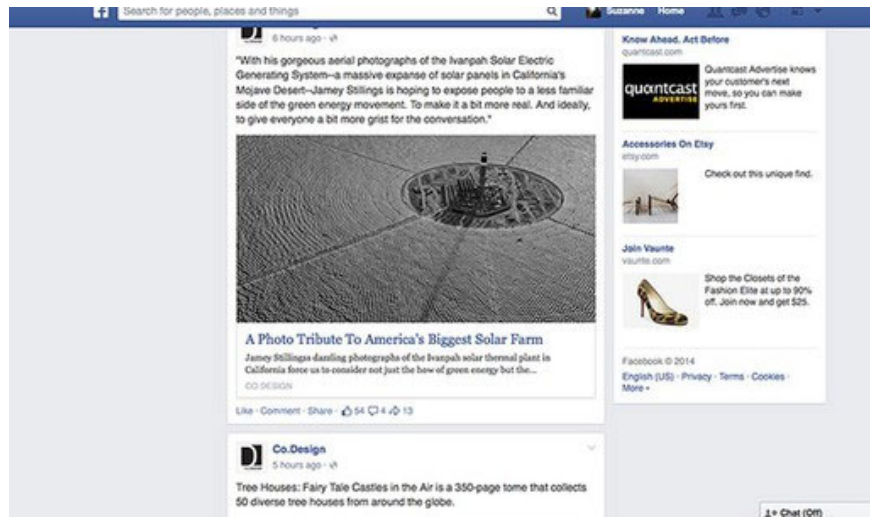 Search for people, places and things
Suzanne Home
6 hours ago
"With his gorgeous aerial photographs of the Ivanpah Solar Electric
Generating System--a massive expanse of solar panels in California's
Mojave Desert--Jamey Stillings is hoping to expose people to a less familiar
side of the green energy movement. To make it a bit more real. And ideally,
to give everyone a bit more grist for the conversation."
A Photo Tribute To America's Biggest Solar Farm
Jamey Stillingss dazzling photographs of the Ivanpah solar thermal plant in
California force us to consider not just the how of green energy but the...
CO.DESIGN
Like · Comment · Share · 54 4 13
Co.Design
5 hours ago
Tree Houses: Fairy Tale Castles in the Air is a 350-page tome that collects
50 diverse tree houses from around the globe.
Know Ahead. Act Before
quantcast.com
quantcast
ADVERTISE
Quantcast Advertise knows
your customer's next
move, so you can make
yours first.
Accessories On Etsy
etsy.com
Check out this unique find.
Join Vaunte
vaunte.com
Shop the Closets of the
Fashion Elite at up to 90%
off. Join now and get $25.
Facebook © 2014
English (US) · Privacy · Terms · Cookies ·
More
Chat (Off)